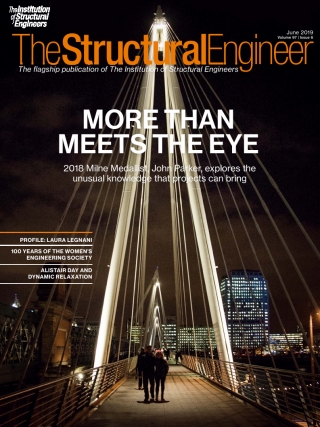 The Institution
of Structural
Engineers
TheStructuralEngineer
June 2019
Volume 97 | Issue 6
The flagship publication of The Institution of Structural Engineers
MORE THAN
MEETS THE EYE
2018 Milne Medallist, John Parker, explores the
unusual knowledge that projects can bring
PROFILE: LAURA LEGNANI
100 YEARS OF THE WOMEN'S
ENGINEERING SOCIETY
ALISTAIR DAY AND
DYNAMIC RELAXATION